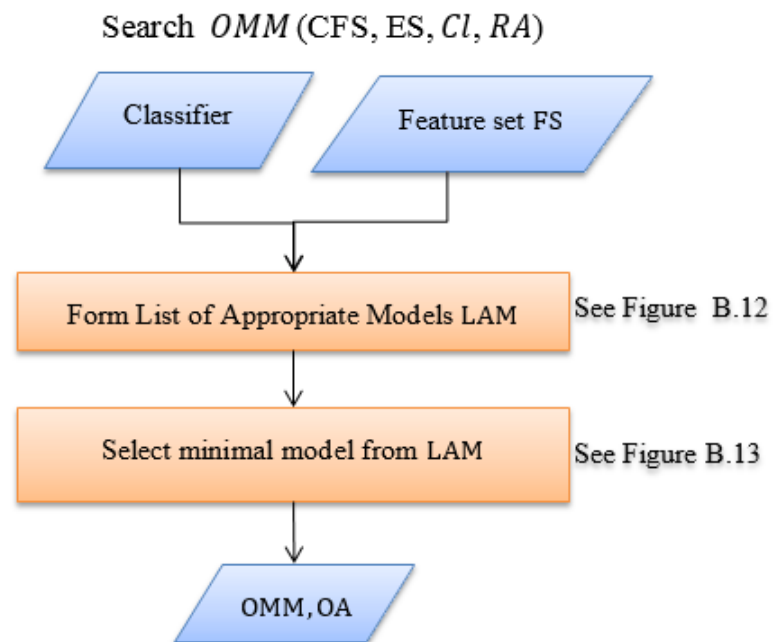 Search OMM (CFS, ES, Cl, RA)
Classifier
Feature set FS
Form List of Appropriate Models LAM
See Figure B.12
Select minimal model from LAM
See Figure B.13
OMM, OA